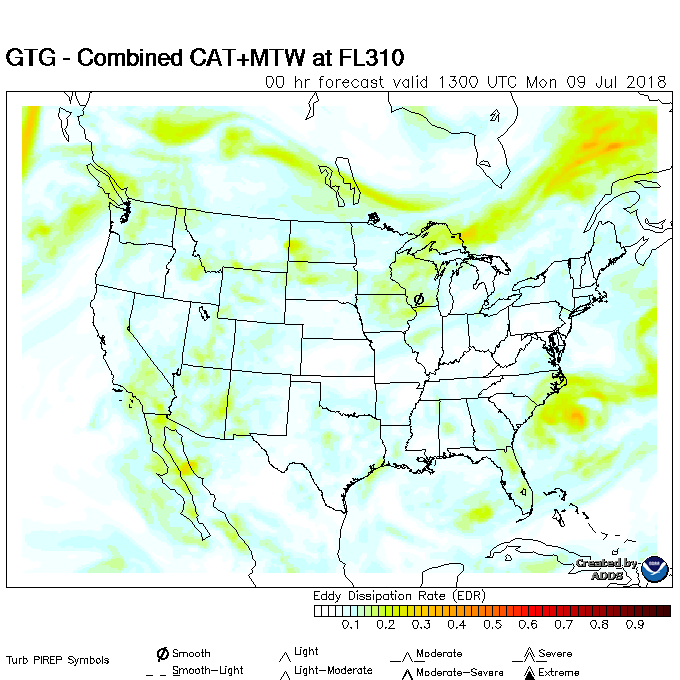 GTG - Combined CAT+MTW at FL310
00 hr forecast valid 1300 UTC Mon 09 Jul 2018
Created by
ADDS
Eddy Dissipation Rate (EDR)
0.1 0.2 0.3 0.4 0.5 0.6 0.7 0.8 0.9
Turb PIREP Symbols
Smooth Light Moderate Severe
Smooth-Light Light-Moderate Moderate-Severe Extreme